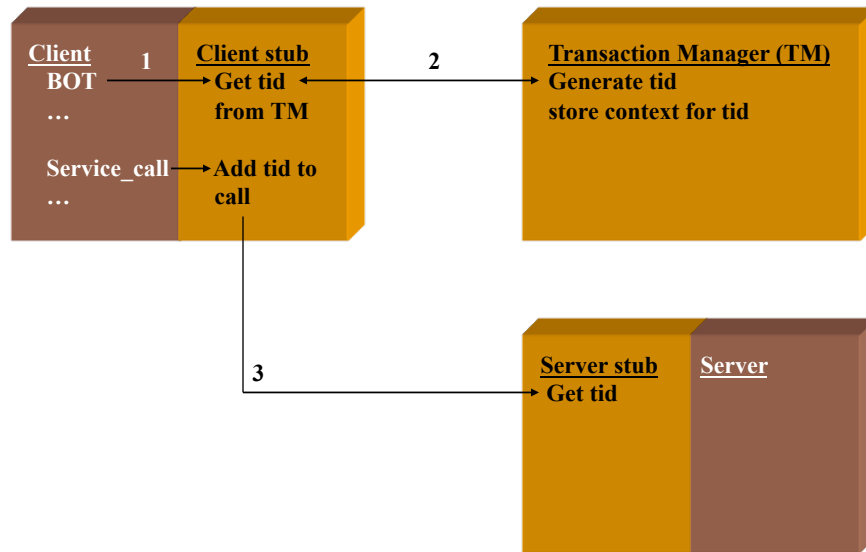 Client
BOT
…
Service_call
…
1
Client stub
Get tid
from TM
Add tid to
call
2
Transaction Manager (TM)
Generate tid
store context for tid
3
Server stub
Get tid
Server